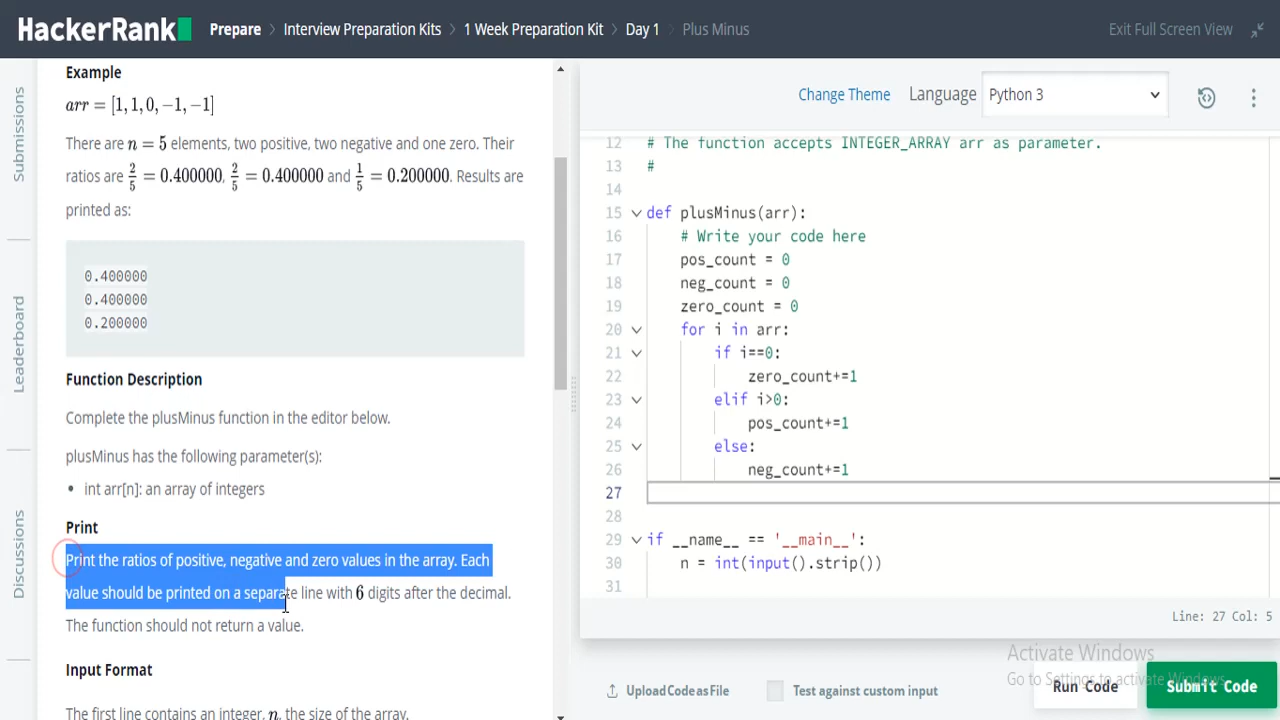 HackerRank Prepare > Interview Preparation Kits > 1 Week Preparation Kit > Day 1 > Plus Minus Exit Full Screen View
Submissions
Leaderboard
Discussions
Example
arr = [1, 1, 0, −1, −1]
There are n = 5 elements, two positive, two negative and one zero. Their
ratios are 2/5 = 0.400000, 2/5 = 0.400000 and 1/5 = 0.200000. Results are
printed as:
0.400000
0.400000
0.200000
Function Description
Complete the plusMinus function in the editor below.
plusMinus has the following parameter(s):
• int arr[n]: an array of integers
Print
Print the ratios of positive, negative and zero values in the array. Each
value should be printed on a separate line with 6 digits after the decimal.
The function should not return a value.
Input Format
The first line contains an integer, n, the size of the array.
Change Theme Language Python 3
12 # The function accepts INTEGER_ARRAY arr as parameter.
13 #
14
15 def plusMinus(arr):
16 # Write your code here
17 pos_count = 0
18 neg_count = 0
19 zero_count = 0
20 for i in arr:
21 if i==0:
22 zero_count+=1
23 elif i>0:
24 pos_count+=1
25 else:
26 neg_count+=1
27
28
29 if __name__ == '__main__':
30 n = int(input().strip())
31
Line: 27 Col: 5
Activate Windows
Go to Settings to activate Windows.
Upload Code as File Test against custom input Run Code Submit Code